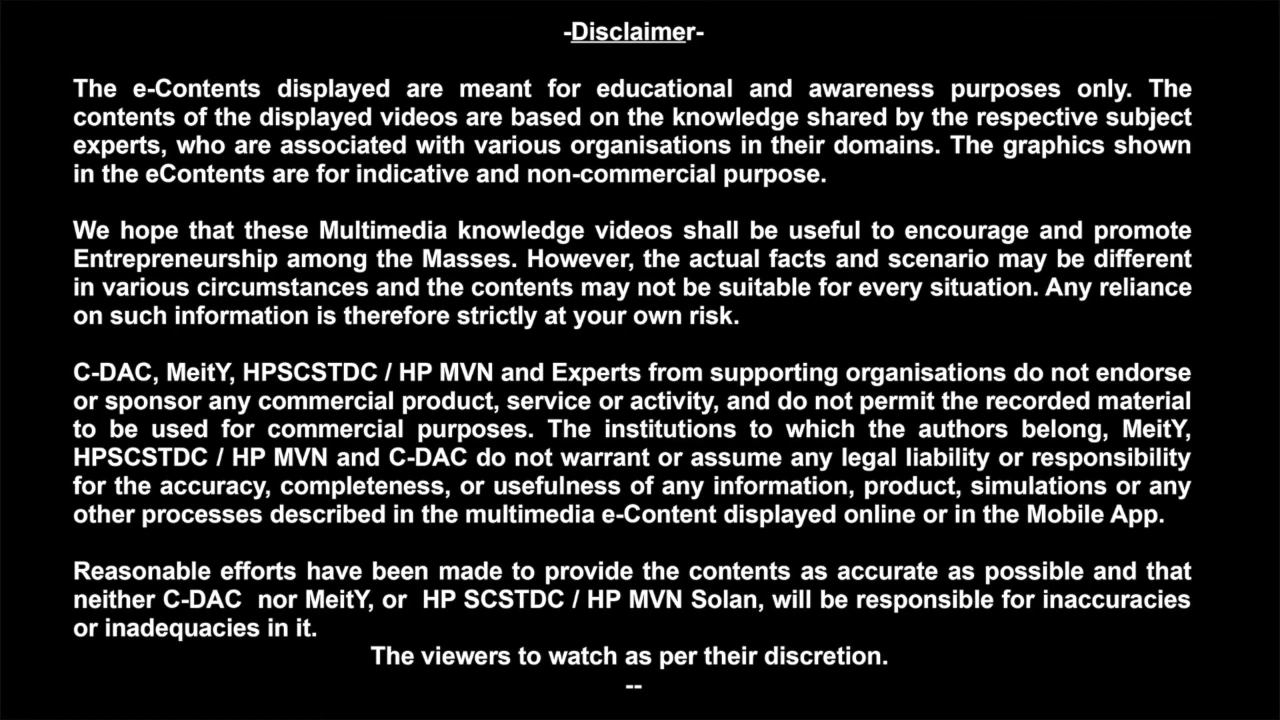 -Disclaimer-
The e-Contents displayed are meant for educational and awareness purposes only. The
contents of the displayed videos are based on the knowledge shared by the respective subject
experts, who are associated with various organisations in their domains. The graphics shown
in the eContents are for indicative and non-commercial purpose.
We hope that these Multimedia knowledge videos shall be useful to encourage and promote
Entrepreneurship among the Masses. However, the actual facts and scenario may be different
in various circumstances and the contents may not be suitable for every situation. Any reliance
on such information is therefore strictly at your own risk.
C-DAC, MeitY, HPSCSTDC / HP MVN and Experts from supporting organisations do not endorse
or sponsor any commercial product, service or activity, and do not permit the recorded material
to be used for commercial purposes. The institutions to which the authors belong, MeitY,
HPSCSTDC / HP MVN and C-DAC do not warrant or assume any legal liability or responsibility
for the accuracy, completeness, or usefulness of any information, product, simulations or any
other processes described in the multimedia e-Content displayed online or in the Mobile App.
Reasonable efforts have been made to provide the contents as accurate as possible and that
neither C-DAC  nor MeitY, or  HP SCSTDC / HP MVN Solan, will be responsible for inaccuracies
or inadequacies in it.
The viewers to watch as per their discretion.
--